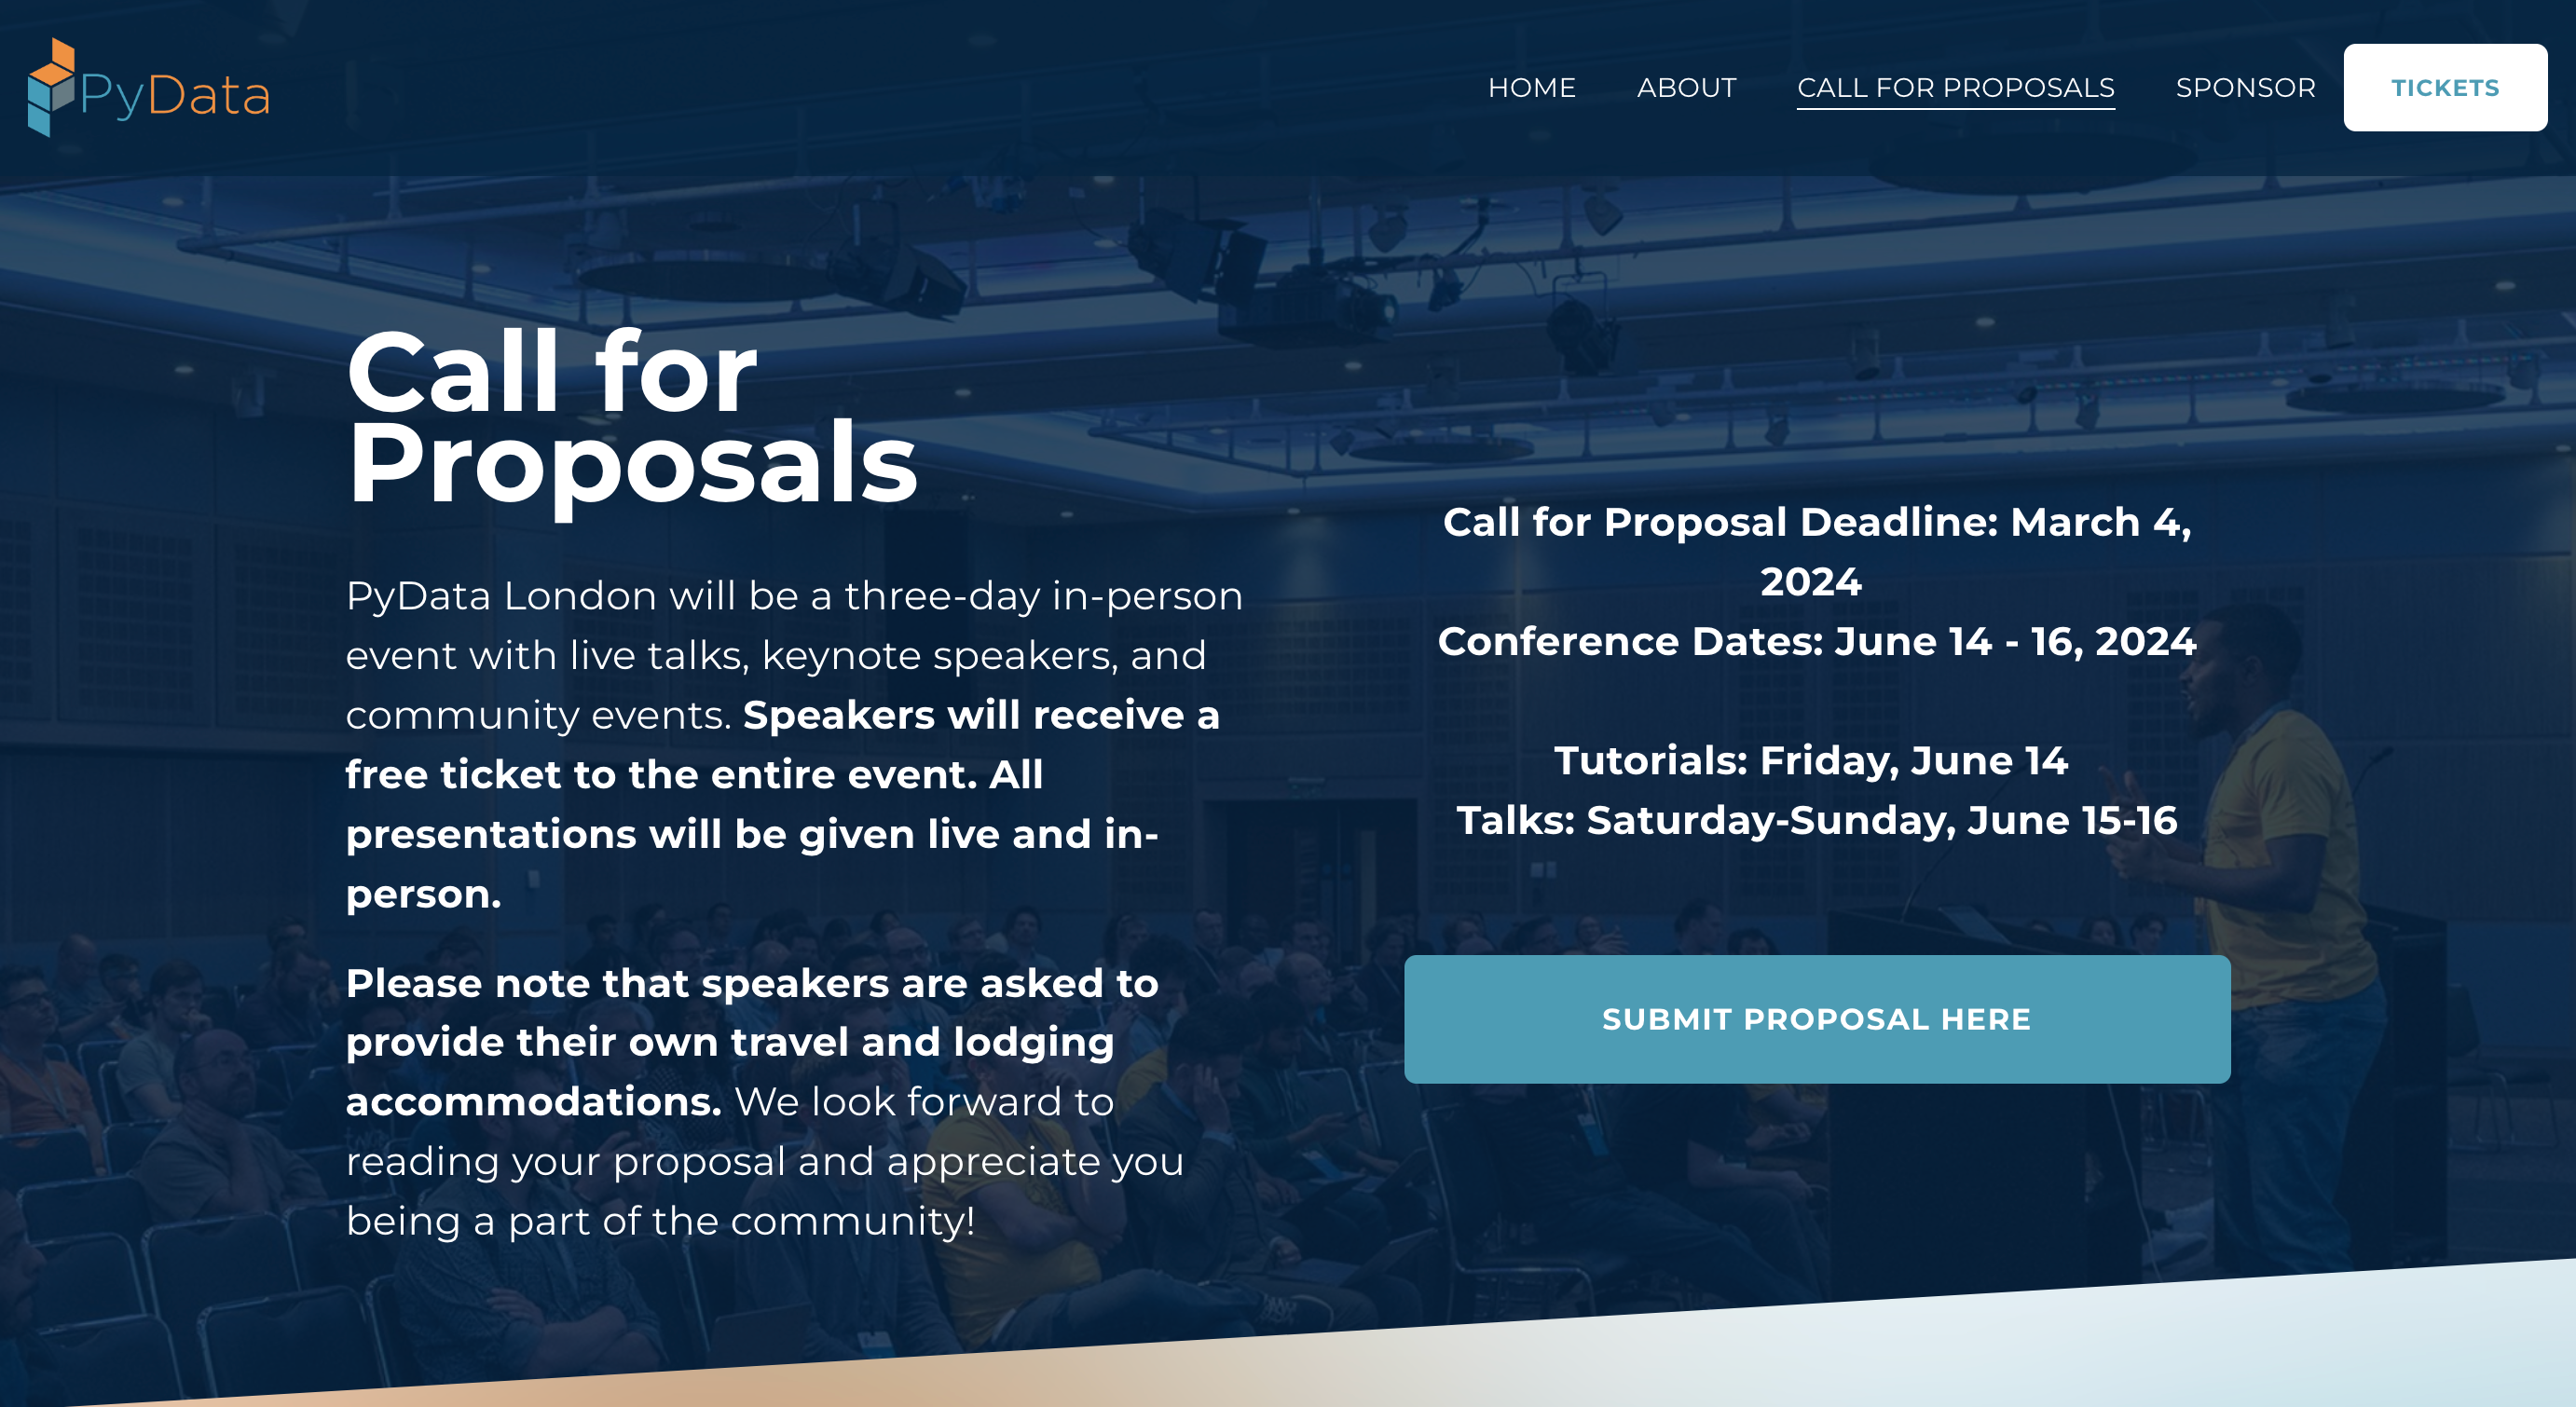 PyData
HOME
ABOUT
CALL FOR PROPOSALS
SPONSOR
TICKETS
Call for
Proposals
PyData London will be a three-day in-person
event with live talks, keynote speakers, and
community events. Speakers will receive a
free ticket to the entire event. All
presentations will be given live and in-
person.
Please note that speakers are asked to
provide their own travel and lodging
accommodations. We look forward to
reading your proposal and appreciate you
being a part of the community!
Call for Proposal Deadline: March 4,
2024
Conference Dates: June 14 - 16, 2024
Tutorials: Friday, June 14
Talks: Saturday-Sunday, June 15-16
SUBMIT PROPOSAL HERE